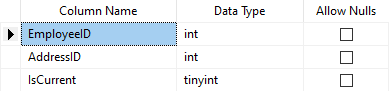 Column Name Data Type Allow Nulls
EmployeeID int
AddressID int
IsCurrent tinyint